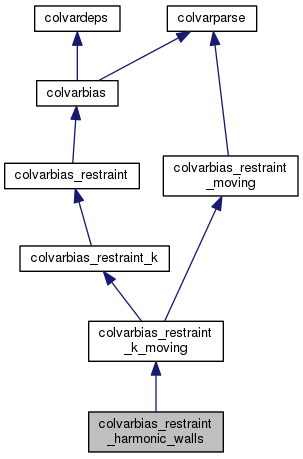 colvardeps
colvarparse
colvarbias
colvarbias_restraint
colvarbias_restraint
_moving
colvarbias_restraint_k
colvarbias_restraint
_k_moving
colvarbias_restraint
_harmonic_walls